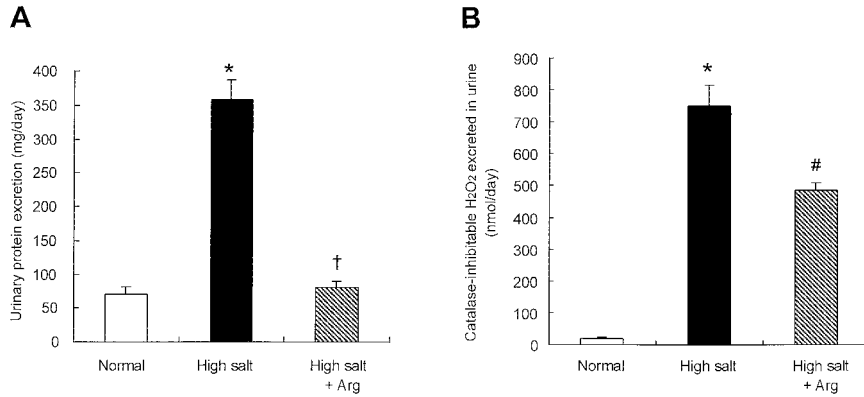 A
Urinary protein excretion (mg/day)
400
350
300
250
200
150
100
50
0
*
†
Normal
High salt
High salt
+ Arg
B
Catalase-inhibitable H2O2 excreted in urine
(nmol/day)
900
800
700
600
500
400
300
200
100
0
*
#
Normal
High salt
High salt
+ Arg